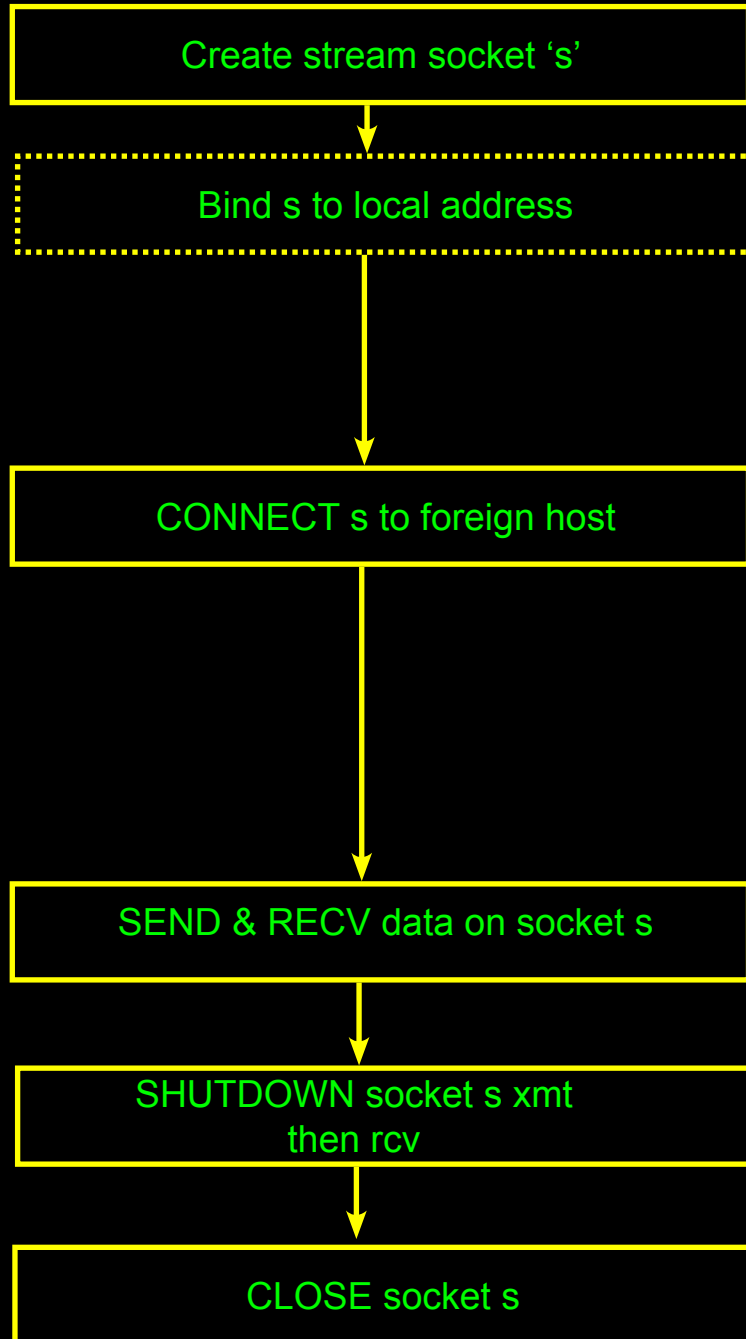 Create stream socket ‘s’
Bind s to local address
CONNECT s to foreign host
SEND & RECV data on socket s
SHUTDOWN socket s xmt
then rcv
CLOSE socket s